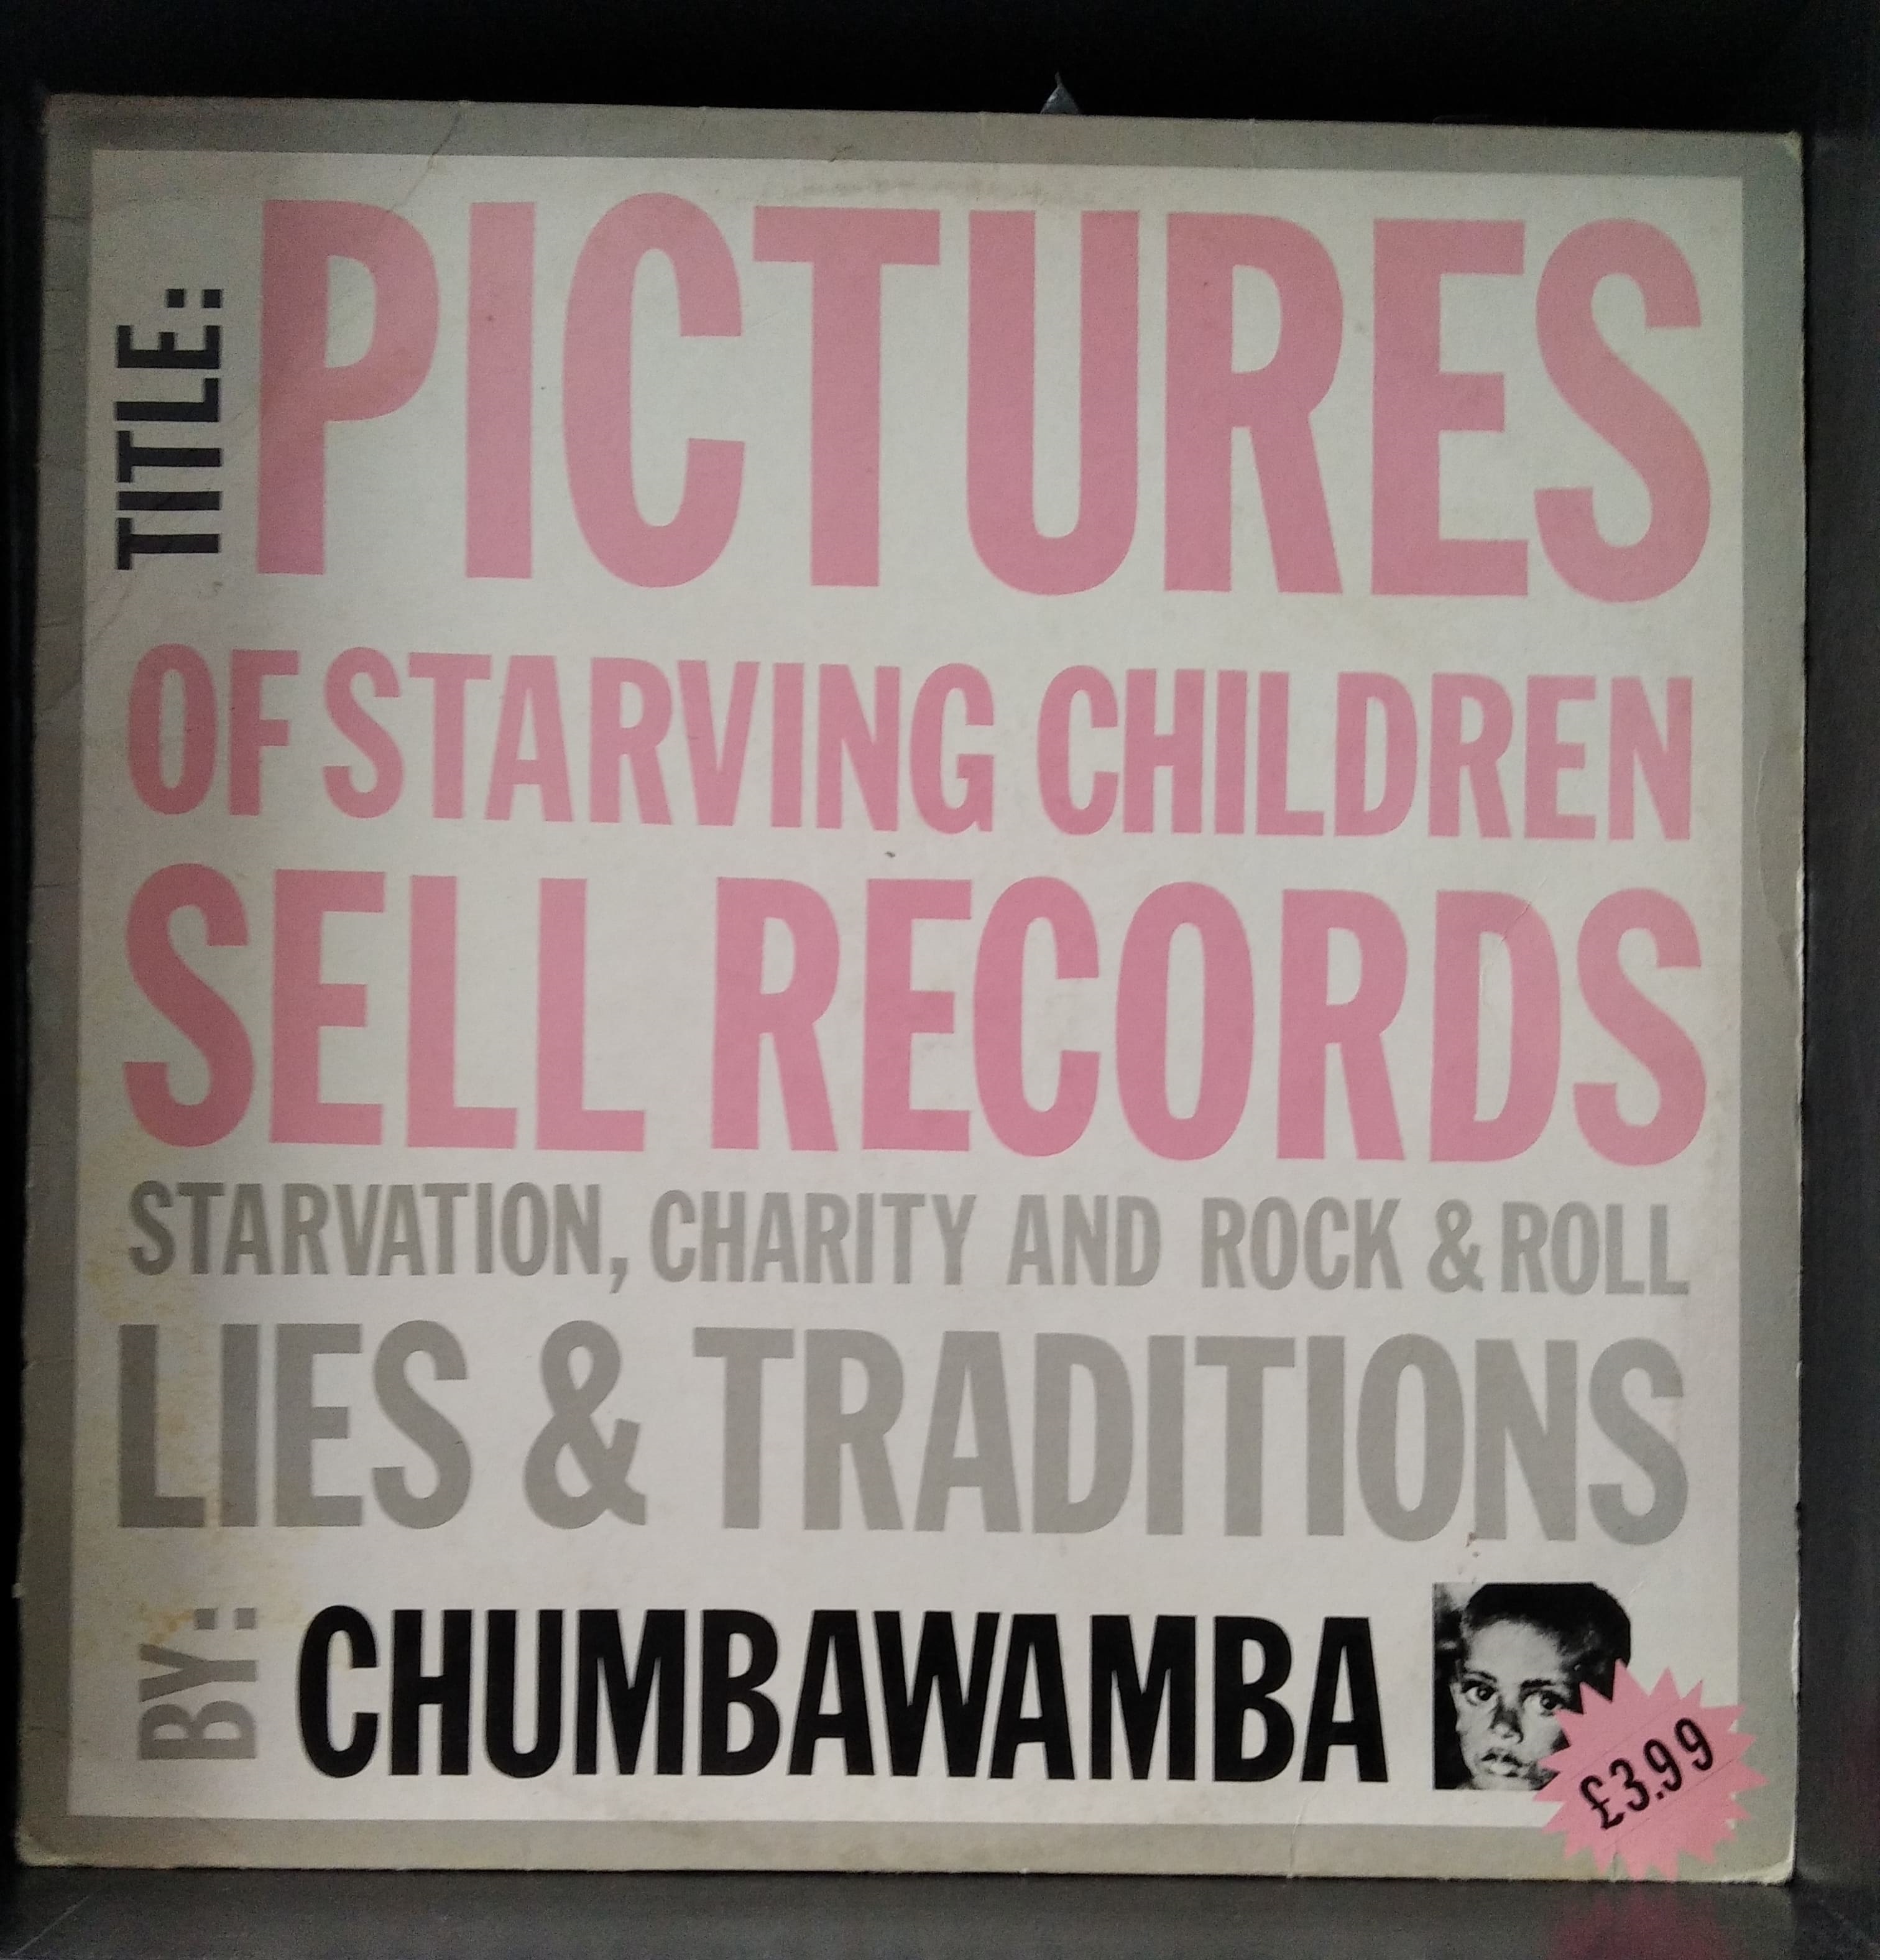 TITLE: PICTURES
OF STARVING CHILDREN
SELL RECORDS
STARVATION, CHARITY AND ROCK & ROLL
LIES & TRADITIONS
BY: CHUMBAWAMBA
£3.99